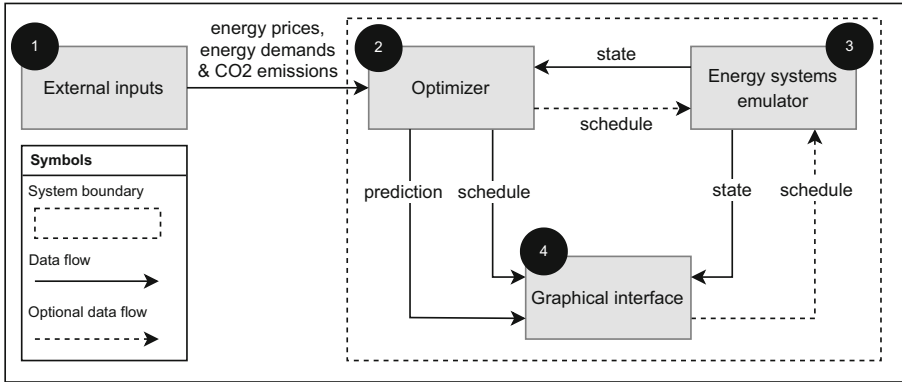 energy prices,
energy demands
& CO2 emissions
1
External inputs
2
Optimizer
state
schedule
3
Energy systems
emulator
prediction
schedule
state
schedule
4
Graphical interface
Symbols
System boundary
Data flow
Optional data flow